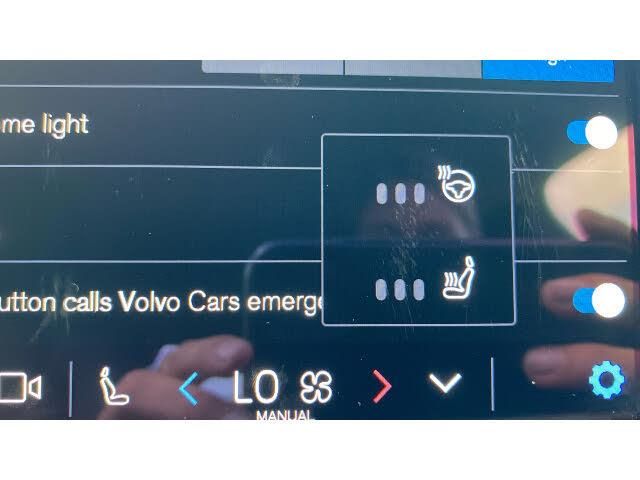 me light
utton calls Volvo Cars emerge
LO
MANUAL